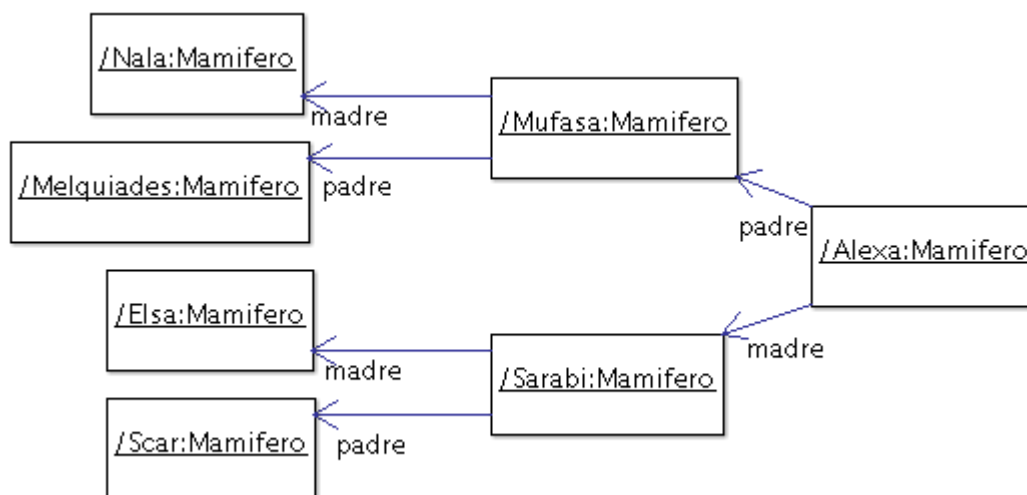 /Nala:Mamifero
madre
/Mufasa:Mamifero
/Melquiades:Mamifero
padre
padre
/Alexa:Mamifero
/Elsa:Mamifero
madre
madre
/Sarabi:Mamifero
/Scar:Mamifero
padre